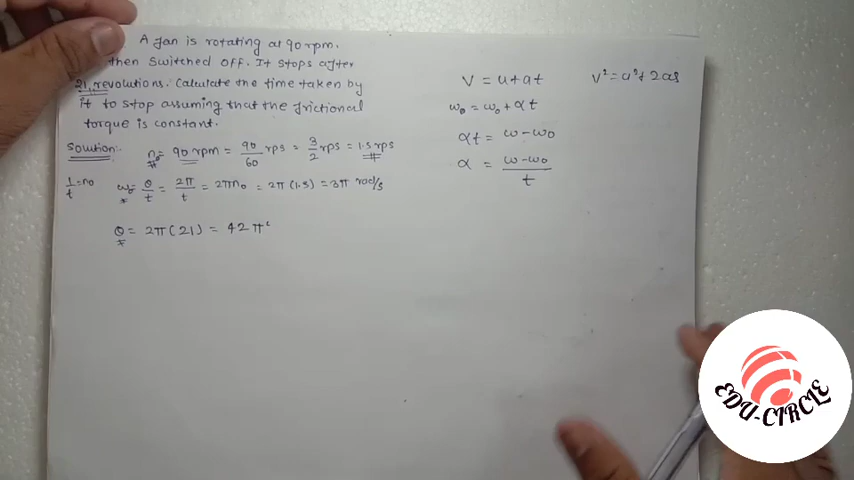 A fan is rotating at 90 rpm.
then switched OFF. It stops after
21 revolutions. Calculate the time taken by
it to stop assuming that the frictional
torque is constant.
Solution:-
n₀ = 90 rpm = 90/60 rps = 3/2 rps = 1.5 rps
1/t = n₀
ω₀ = θ/t = 2π/t = 2πn₀ = 2π(1.5) = 3π rad/s
θ = 2π(21) = 42πᶜ
V = u + at
ω = ω₀ + αt
αt = ω - ω₀
α = ω - ω₀ / t
V² = u² + 2as
EDU-CIRCLE